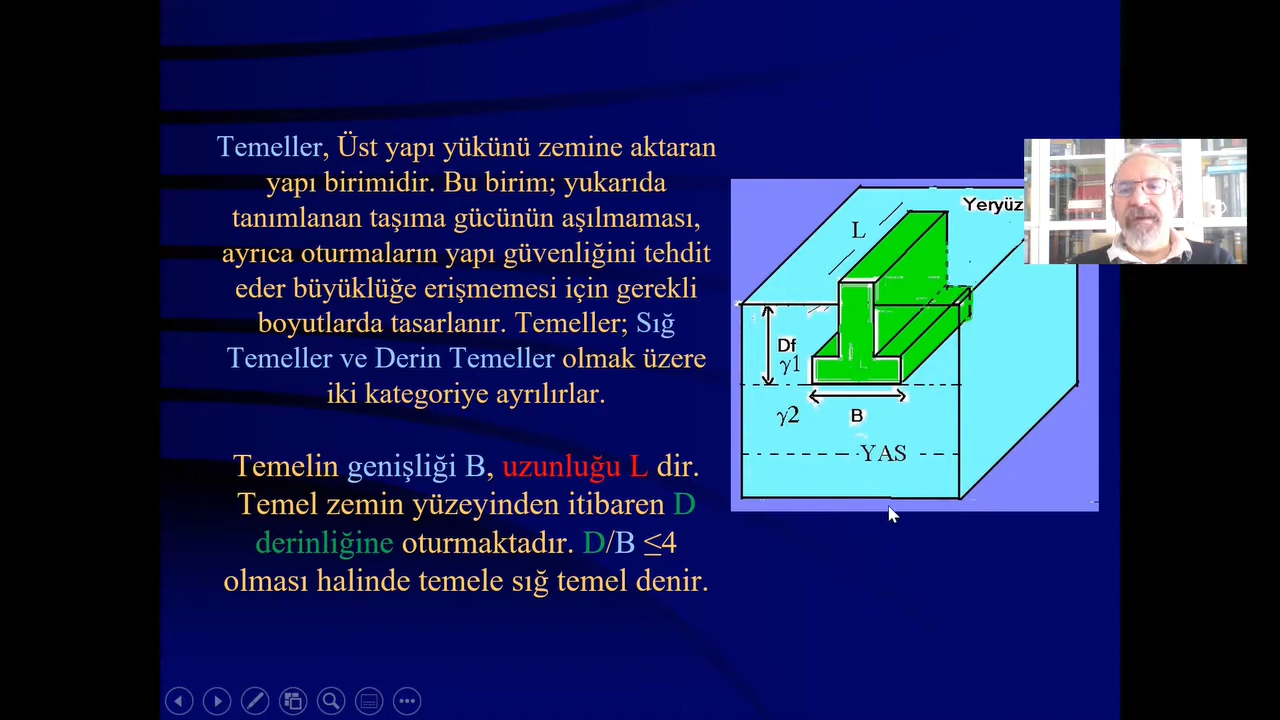 Temeller, Üst yapı yükünü zemine aktaran
yapı birimidir. Bu birim; yukarıda
tanımlanan taşıma gücünün aşılmaması,
ayrıca oturmaların yapı güvenliğini tehdit
eder büyüklüğe erişmemesi için gerekli
boyutlarda tasarlanır. Temeller; Sığ
Temeller ve Derin Temeller olmak üzere
iki kategoriye ayrılırlar.
Temelin genişliği B, uzunluğu L dir.
Temel zemin yüzeyinden itibaren D
derinliğine oturmaktadır. D/B ≤4
olması halinde temele sığ temel denir.
Yeryüz
L
Df
γ1
γ2
B
YAS